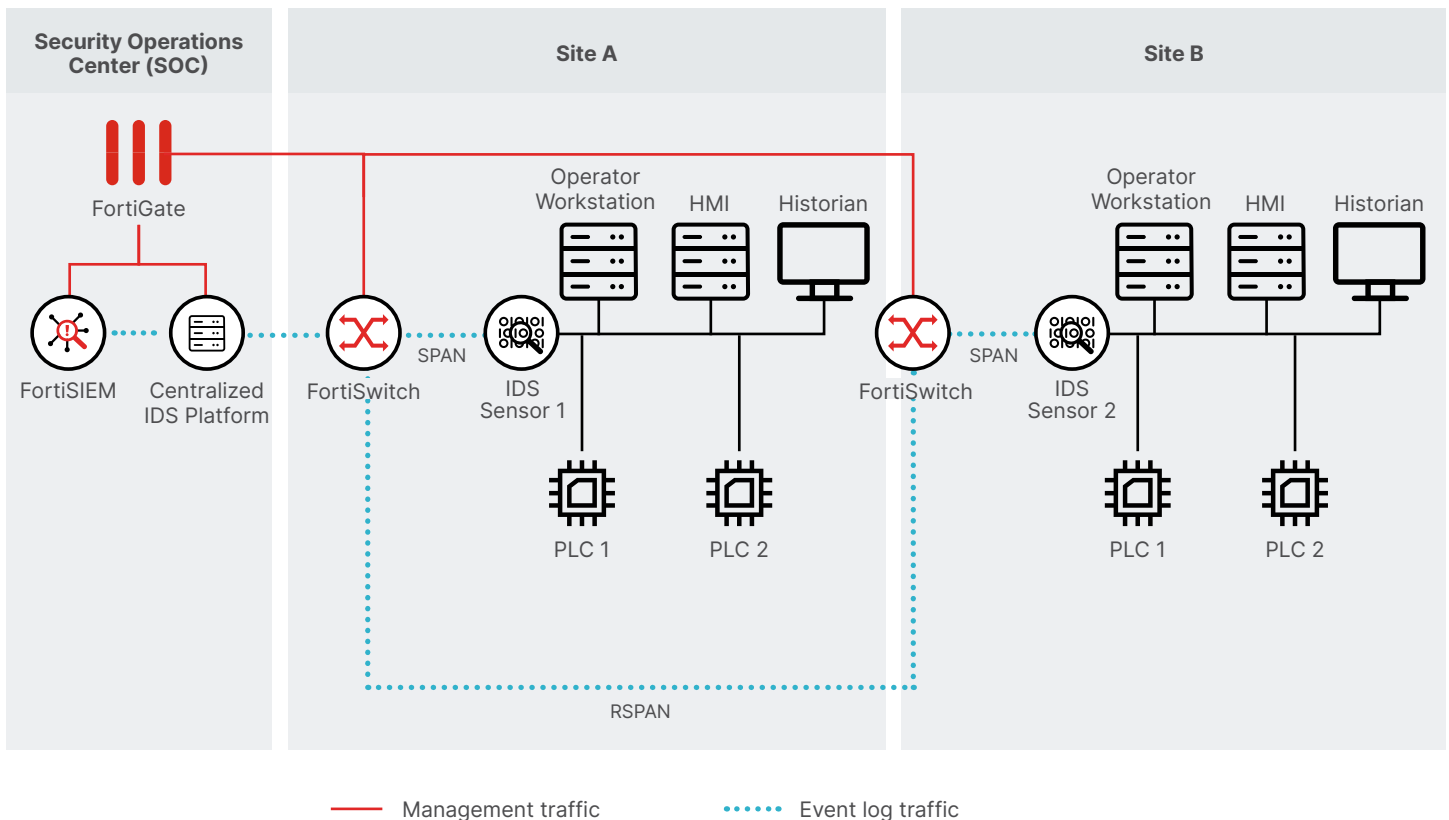 Security Operations
Center (SOC)
Site A
Site B
FortiGate
Operator
Workstation
HMI
Historian
Operator
Workstation
HMI
Historian
SPAN
SPAN
FortiSIEM
Centralized
IDS Platform
FortiSwitch
IDS
Sensor 1
FortiSwitch
IDS
Sensor 2
PLC 1
PLC 2
PLC 1
PLC 2
RSPAN
Management traffic
Event log traffic